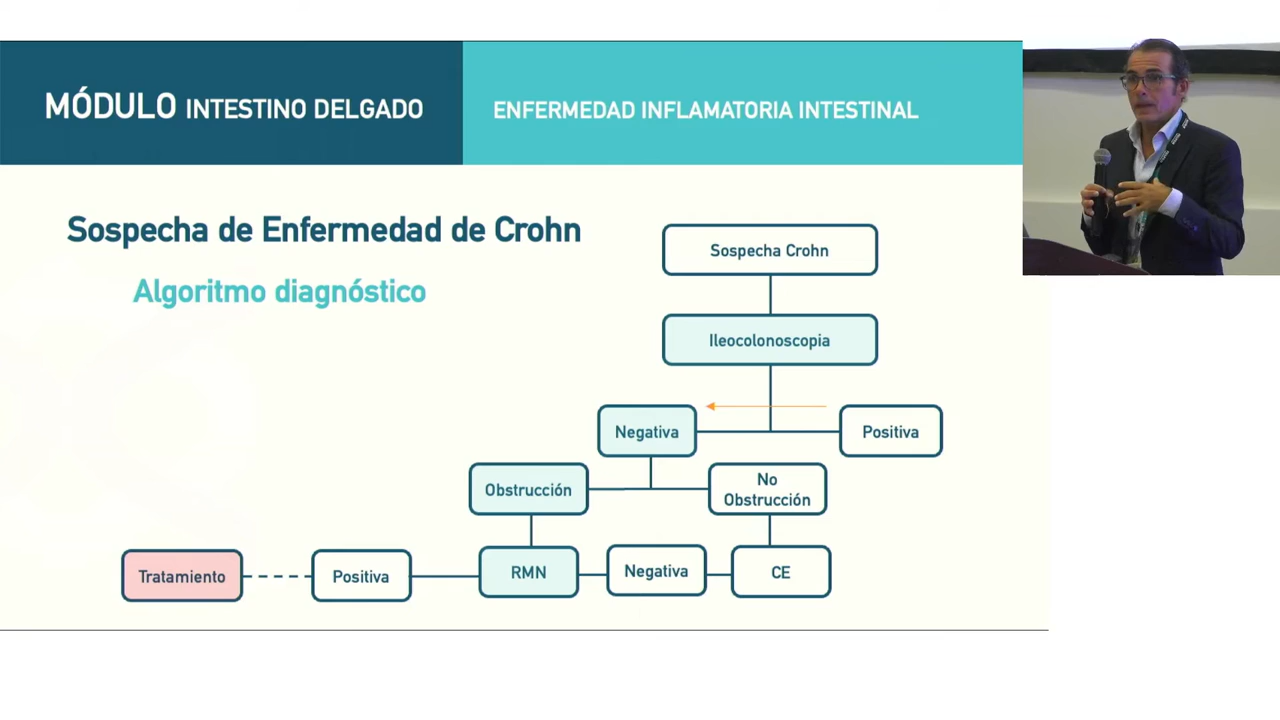 MÓDULO INTESTINO DELGADO
ENFERMEDAD INFLAMATORIA INTESTINAL
Sospecha de Enfermedad de Crohn
Algoritmo diagnóstico
Sospecha Crohn
Ileocolonoscopia
Negativa
Positiva
Obstrucción
No
Obstrucción
Tratamiento
Positiva
RMN
Negativa
CE